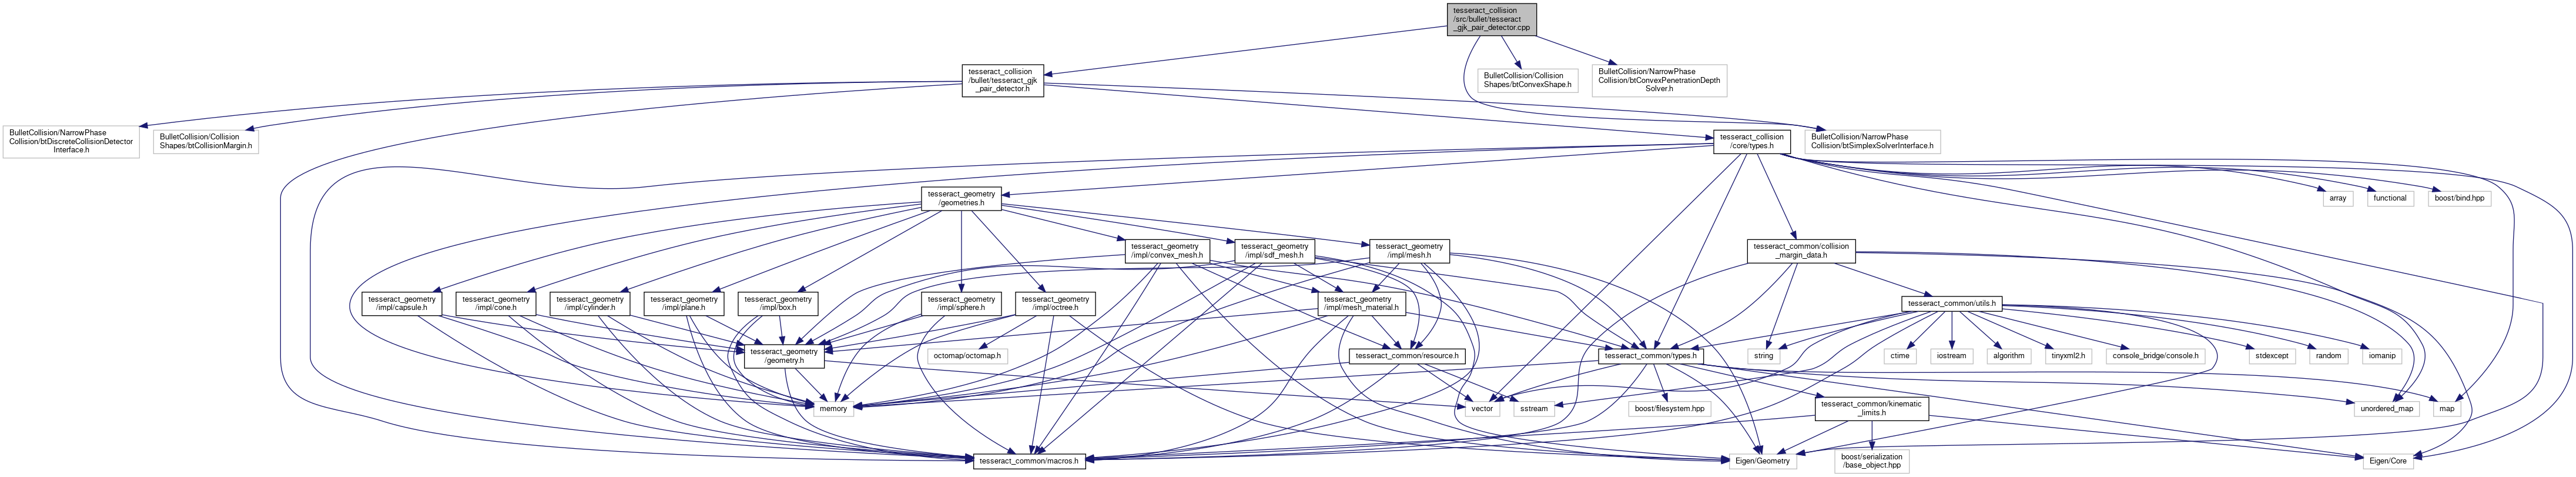 tesseract_collision
/src/bullet/tesseract
_gjk_pair_detector.cpp
tesseract_collision
/bullet/tesseract_gjk
_pair_detector.h
BulletCollision/Collision
Shapes/btConvexShape.h
BulletCollision/NarrowPhase
Collision/btConvexPenetrationDepth
Solver.h
BulletCollision/NarrowPhase
Collision/btDiscreteCollisionDetector
Interface.h
BulletCollision/Collision
Shapes/btCollisionMargin.h
tesseract_collision
/core/types.h
BulletCollision/NarrowPhase
Collision/btSimplexSolverInterface.h
tesseract_geometry
/geometries.h
array
functional
boost/bind.hpp
tesseract_geometry
/impl/convex_mesh.h
tesseract_geometry
/impl/sdf_mesh.h
tesseract_geometry
/impl/mesh.h
tesseract_common/collision
_margin_data.h
tesseract_geometry
/impl/capsule.h
tesseract_geometry
/impl/cone.h
tesseract_geometry
/impl/cylinder.h
tesseract_geometry
/impl/plane.h
tesseract_geometry
/impl/box.h
tesseract_geometry
/impl/sphere.h
tesseract_geometry
/impl/octree.h
tesseract_geometry
/impl/mesh_material.h
tesseract_common/utils.h
tesseract_geometry
/geometry.h
octomap/octomap.h
tesseract_common/resource.h
tesseract_common/types.h
string
ctime
iostream
algorithm
tinyxml2.h
console_bridge/console.h
stdexcept
random
iomanip
memory
vector
sstream
boost/filesystem.hpp
tesseract_common/kinematic
_limits.h
unordered_map
map
tesseract_common/macros.h
Eigen/Geometry
boost/serialization
/base_object.hpp
Eigen/Core